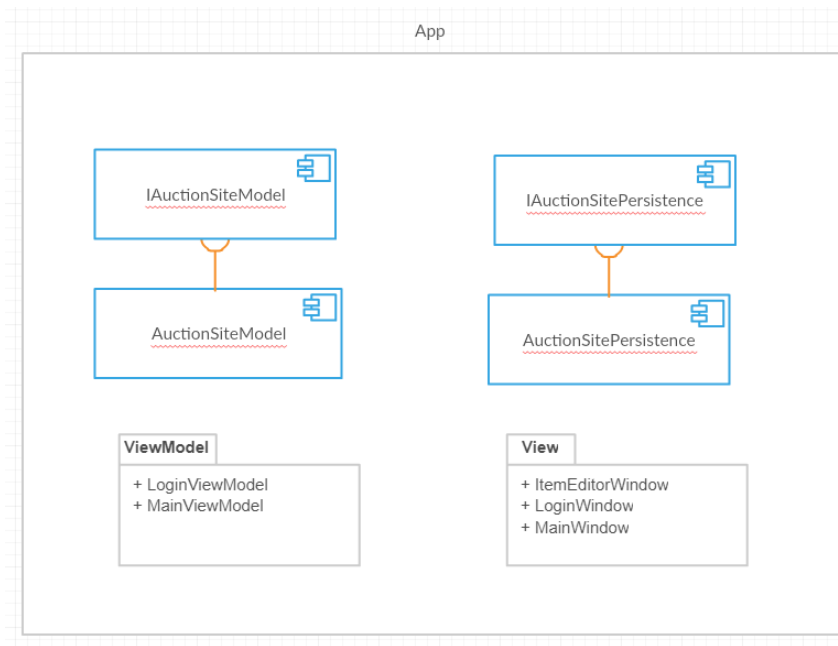 App
IAuctionSiteModel
IAuctionSitePersistence
AuctionSiteModel
AuctionSitePersistence
ViewModel
+ LoginViewModel
+ MainViewModel
View
+ ItemEditorWindow
+ LoginWindow
+ MainWindow